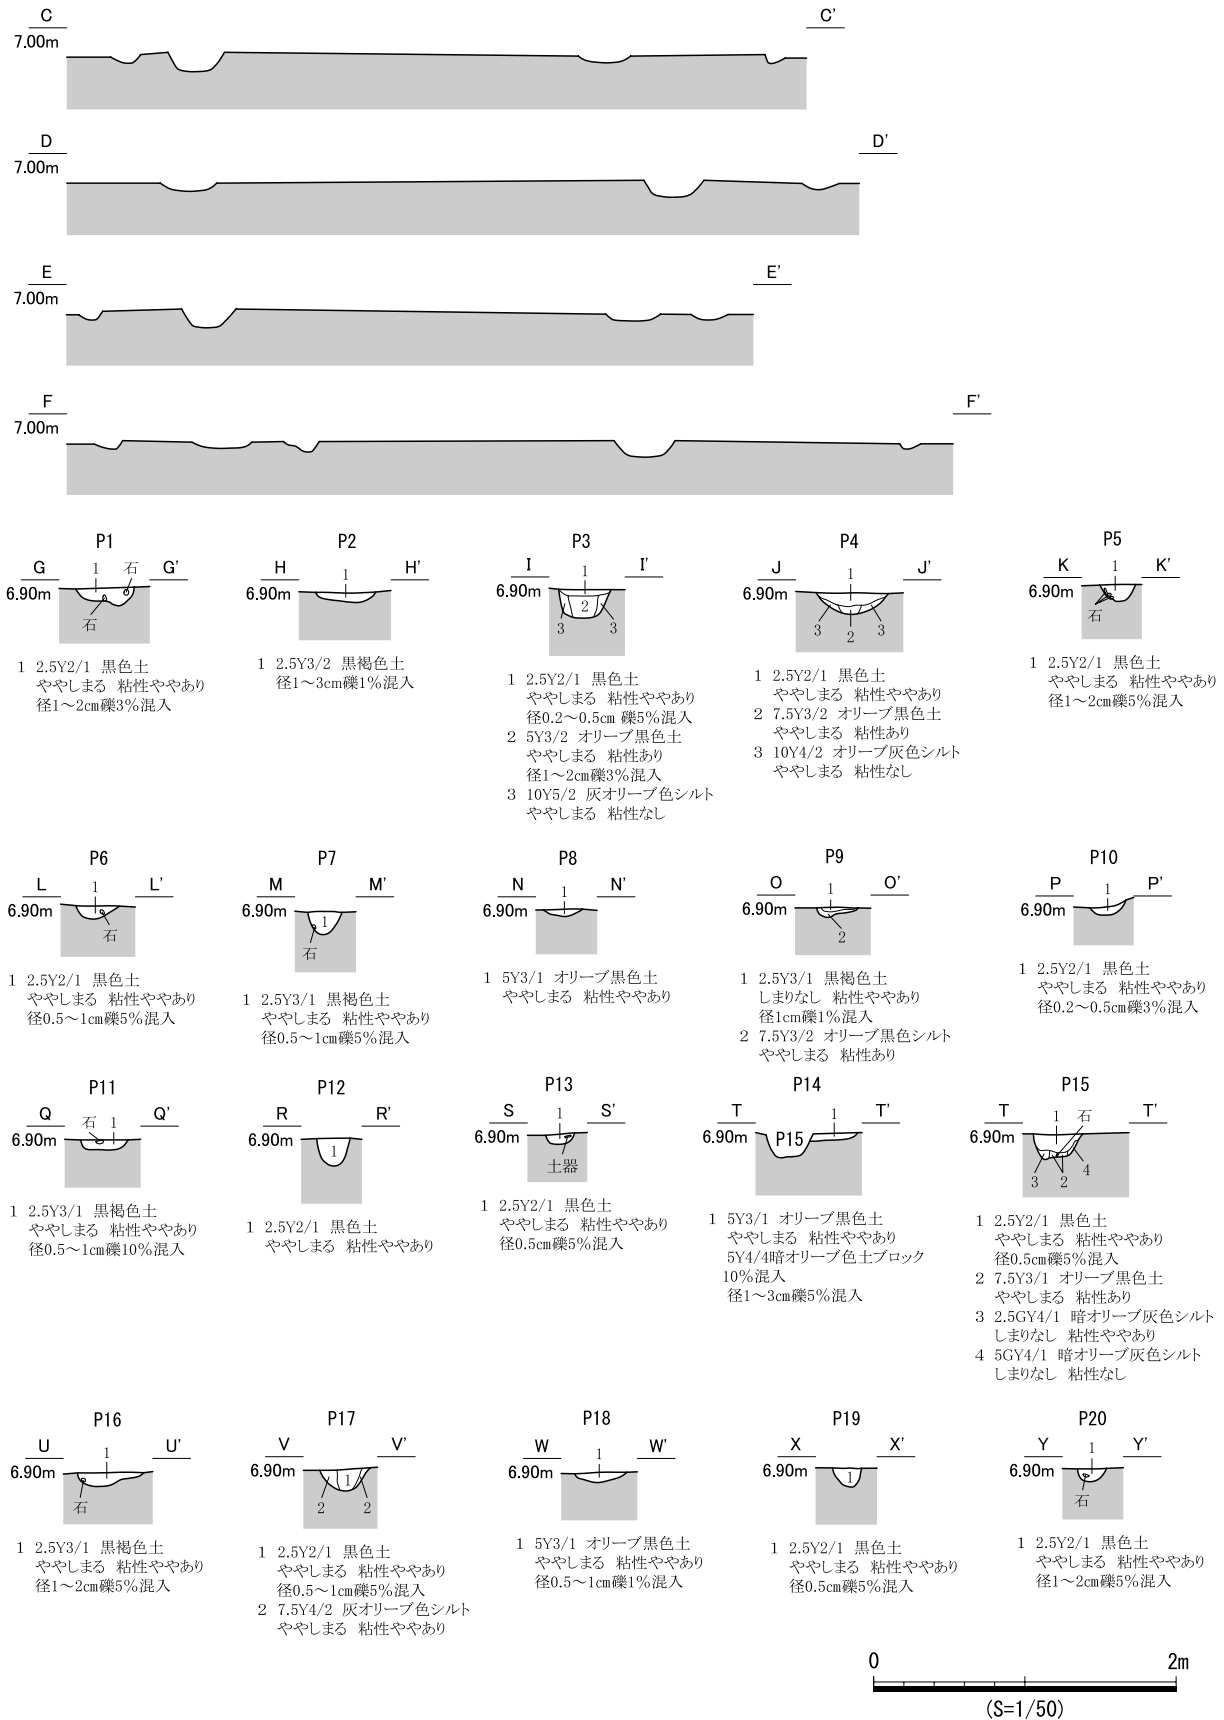 C C'
7.00m
D D'
7.00m
E E'
7.00m
F F'
7.00m
P1
G 1 石 G'
6.90m
石
1 2.5Y2/1 黒色土
ややしまる 粘性ややあり
径1～2cm礫3%混入
P2
H 1 H'
6.90m
1 2.5Y3/2 黒褐色土
径1～3cm礫1%混入
P3
I 1 I'
6.90m
2
3 3
1 2.5Y2/1 黒色土
ややしまる 粘性ややあり
径0.2～0.5cm 礫5%混入
2 5Y3/2 オリーブ黒色土
ややしまる 粘性あり
径1～2cm礫3%混入
3 10Y5/2 灰オリーブ色シルト
ややしまる 粘性なし
P4
J 1 J'
6.90m
3 2 3
1 2.5Y2/1 黒色土
ややしまる 粘性ややあり
2 7.5Y3/2 オリーブ黒色土
ややしまる 粘性あり
3 10Y4/2 オリーブ灰色シルト
ややしまる 粘性なし
P5
K 1 K'
6.90m
石
1 2.5Y2/1 黒色土
ややしまる 粘性ややあり
径1～2cm礫5%混入
P6
L 1 L'
6.90m
石
1 2.5Y2/1 黒色土
ややしまる 粘性ややあり
径0.5～1cm礫5%混入
P7
M M'
6.90m
1
石
1 2.5Y3/1 黒褐色土
ややしまる 粘性ややあり
径0.5～1cm礫5%混入
P8
N 1 N'
6.90m
1 5Y3/1 オリーブ黒色土
ややしまる 粘性ややあり
P9
O 1 O'
6.90m
2
1 2.5Y3/1 黒褐色土
しまりなし 粘性ややあり
径1cm礫1%混入
2 7.5Y3/2 オリーブ黒色シルト
ややしまる 粘性あり
P10
P 1 P'
6.90m
1 2.5Y2/1 黒色土
ややしまる 粘性ややあり
径0.2～0.5cm礫3%混入
P11
Q 石 1 Q'
6.90m
1 2.5Y3/1 黒褐色土
ややしまる 粘性ややあり
径0.5～1cm礫10%混入
P12
R R'
6.90m
1
1 2.5Y2/1 黒色土
ややしまる 粘性ややあり
P13
S 1 S'
6.90m
土器
1 2.5Y2/1 黒色土
ややしまる 粘性ややあり
径0.5cm礫5%混入
P14
T 1 T'
6.90m
P15
1 5Y3/1 オリーブ黒色土
ややしまる 粘性ややあり
5Y4/4暗オリーブ色土ブロック
10%混入
径1～3cm礫5%混入
P15
T 1 石 T'
6.90m
3 2 4
1 2.5Y2/1 黒色土
ややしまる 粘性ややあり
径0.5cm礫5%混入
2 7.5Y3/1 オリーブ黒色土
ややしまる 粘性あり
3 2.5GY4/1 暗オリーブ灰色シルト
しまりなし 粘性ややあり
4 5GY4/1 暗オリーブ灰色シルト
しまりなし 粘性なし
P16
U 1 U'
6.90m
石
1 2.5Y3/1 黒褐色土
ややしまる 粘性ややあり
径1～2cm礫5%混入
P17
V V'
6.90m
1
2 2
1 2.5Y2/1 黒色土
ややしまる 粘性ややあり
径0.5～1cm礫5%混入
2 7.5Y4/2 灰オリーブ色シルト
ややしまる 粘性ややあり
P18
W 1 W'
6.90m
1 5Y3/1 オリーブ黒色土
ややしまる 粘性ややあり
径0.5～1cm礫1%混入
P19
X X'
6.90m
1
1 2.5Y2/1 黒色土
ややしまる 粘性ややあり
径0.5cm礫5%混入
P20
Y 1 Y'
6.90m
石
1 2.5Y2/1 黒色土
ややしまる 粘性ややあり
径1～2cm礫5%混入
0 2m
(S=1/50)